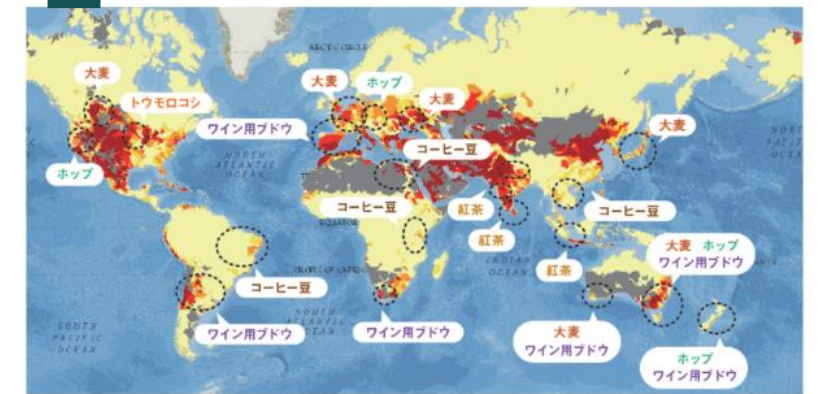 ARCTIC CIRCLE
大麦
大麦
ホップ
大麦
トウモロコシ
大麦
ワイン用ブドウ
コーヒー豆
NORTH
ATLANTIC
OCEAN
ホップ
コーヒー豆
紅茶
コーヒー豆
EQUATOR
紅茶
大麦 ホップ
ワイン用ブドウ
INDIAN
OCEAN
紅茶
コーヒー豆
SOUTH
PACIFIC
OCEAN
ワイン用ブドウ
ワイン用ブドウ
大麦
ワイン用ブドウ
ホップ
ワイン用ブドウ